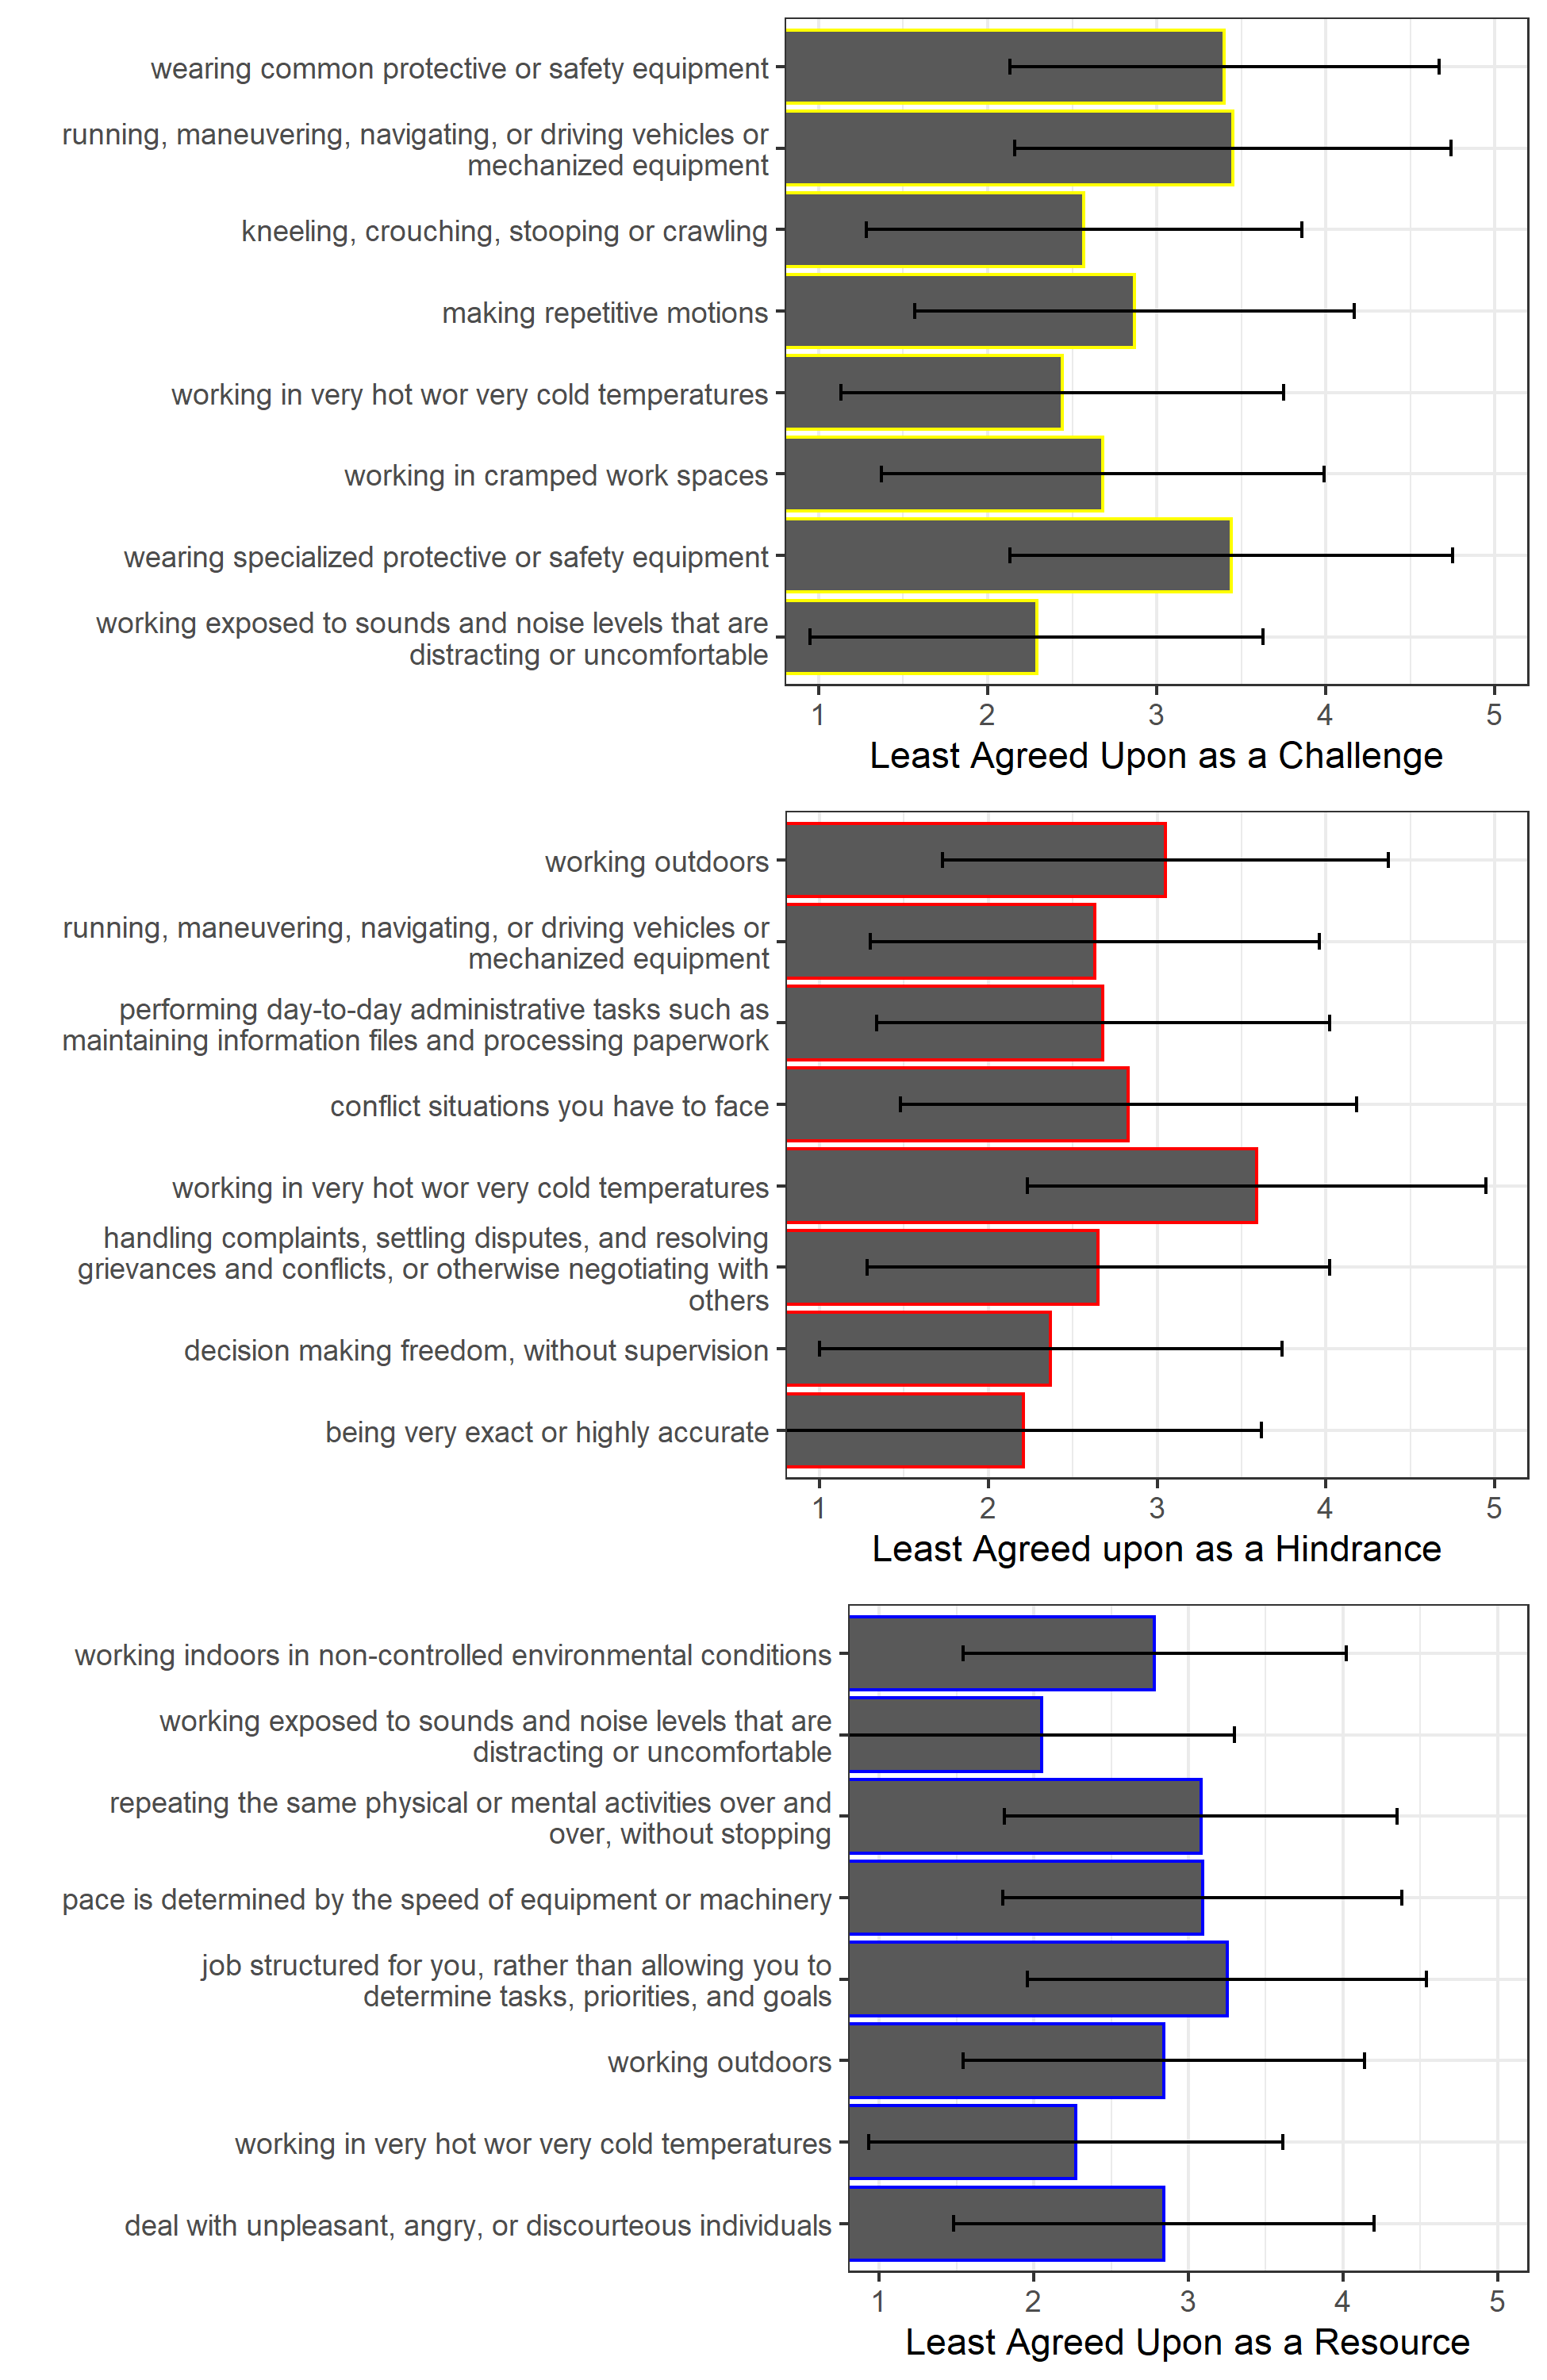 wearing common protective or safety equipment
running, maneuvering, navigating, or driving vehicles or
mechanized equipment
kneeling, crouching, stooping or crawling
making repetitive motions
working in very hot wor very cold temperatures
working in cramped work spaces
wearing specialized protective or safety equipment
working exposed to sounds and noise levels that are
distracting or uncomfortable
1 2 3 4 5
Least Agreed Upon as a Challenge
working outdoors
running, maneuvering, navigating, or driving vehicles or
mechanized equipment
performing day-to-day administrative tasks such as
maintaining information files and processing paperwork
conflict situations you have to face
working in very hot wor very cold temperatures
handling complaints, settling disputes, and resolving
grievances and conflicts, or otherwise negotiating with
others
decision making freedom, without supervision
being very exact or highly accurate
1 2 3 4 5
Least Agreed upon as a Hindrance
working indoors in non-controlled environmental conditions
working exposed to sounds and noise levels that are
distracting or uncomfortable
repeating the same physical or mental activities over and
over, without stopping
pace is determined by the speed of equipment or machinery
job structured for you, rather than allowing you to
determine tasks, priorities, and goals
working outdoors
working in very hot wor very cold temperatures
deal with unpleasant, angry, or discourteous individuals
1 2 3 4 5
Least Agreed Upon as a Resource